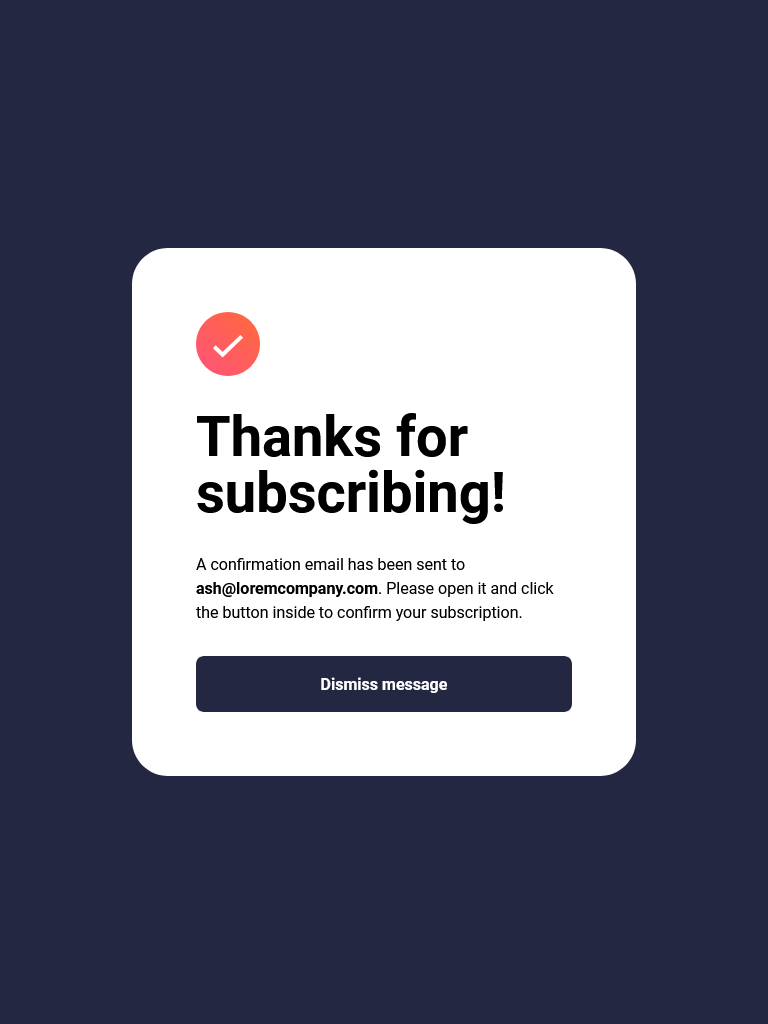 Thanks for
subscribing!
A confirmation email has been sent to
ash@loremcompany.com. Please open it and click
the button inside to confirm your subscription.
Dismiss message